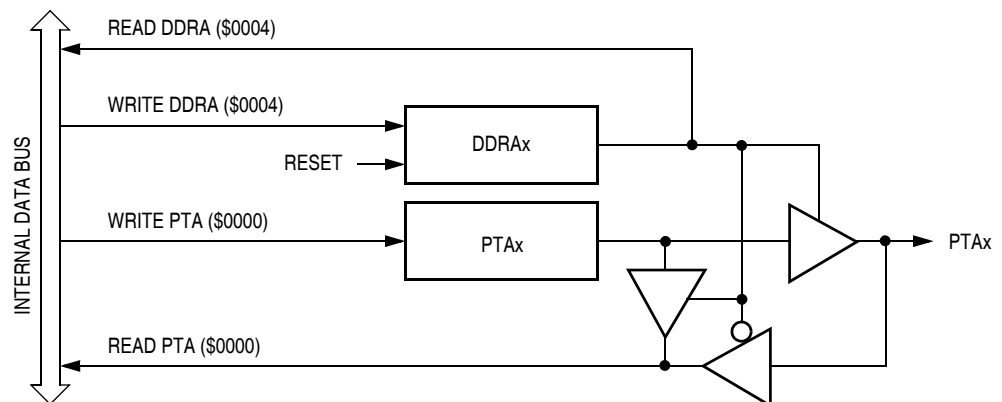 READ DDRA ($0004)
WRITE DDRA ($0004)
DDRAx
RESET
WRITE PTA ($0000)
PTAx
PTAx
READ PTA ($0000)
INTERNAL DATA BUS